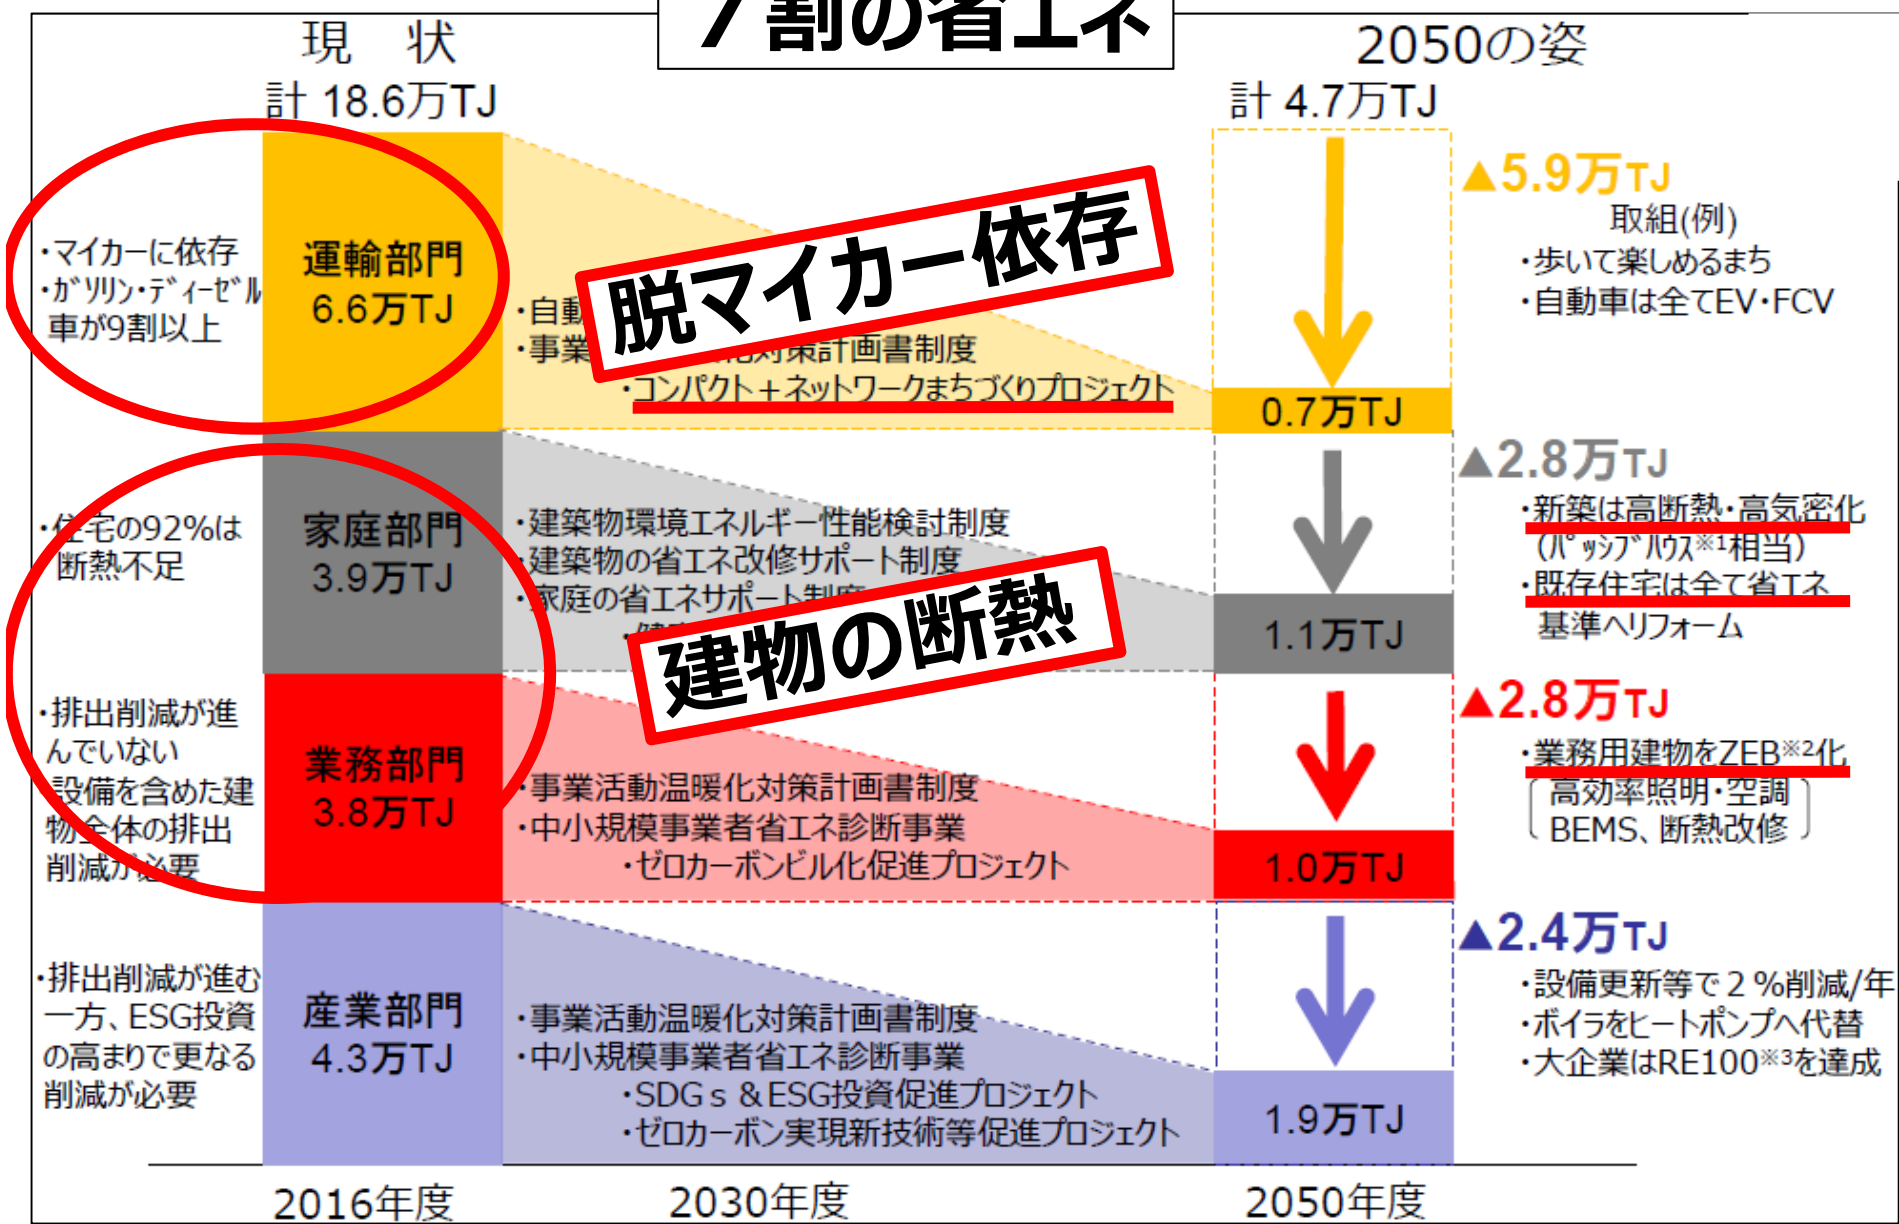 7割の省エネ
現　状
計 18.6万TJ
2050の姿
計 4.7万TJ
・マイカーに依存
・ｶﾞｿﾘﾝ・ﾃﾞｨｰｾﾞﾙ
車が9割以上
運輸部門
6.6万TJ
脱マイカー依存
・自動
・事業
化対策計画書制度
・コンパクト＋ネットワークまちづくりプロジェクト
0.7万TJ
▲5.9万TJ
取組(例)
・歩いて楽しめるまち
・自動車は全てEV・FCV
・住宅の92%は
断熱不足
家庭部門
3.9万TJ
・建築物環境エネルギー性能検討制度
・建築物の省エネ改修サポート制度
・家庭の省エネサポート制度
建物の断熱
1.1万TJ
▲2.8万TJ
・新築は高断熱・高気密化
（ﾊﾟｯｼﾌﾞﾊｳｽ※1相当）
・既存住宅は全て省エネ
基準へリフォーム
・排出削減が進
んでいない
設備を含めた建
物全体の排出
削減が必要
業務部門
3.8万TJ
・事業活動温暖化対策計画書制度
・中小規模事業者省エネ診断事業
・ゼロカーボンビル化促進プロジェクト
1.0万TJ
▲2.8万TJ
・業務用建物をZEB※2化
高効率照明・空調
BEMS、断熱改修
・排出削減が進む
一方、ESG投資
の高まりで更なる
削減が必要
産業部門
4.3万TJ
・事業活動温暖化対策計画書制度
・中小規模事業者省エネ診断事業
・SDGｓ＆ESG投資促進プロジェクト
・ゼロカーボン実現新技術等促進プロジェクト
1.9万TJ
▲2.4万TJ
・設備更新等で２%削減/年
・ボイラをヒートポンプへ代替
・大企業はRE100※3を達成
2016年度
2030年度
2050年度